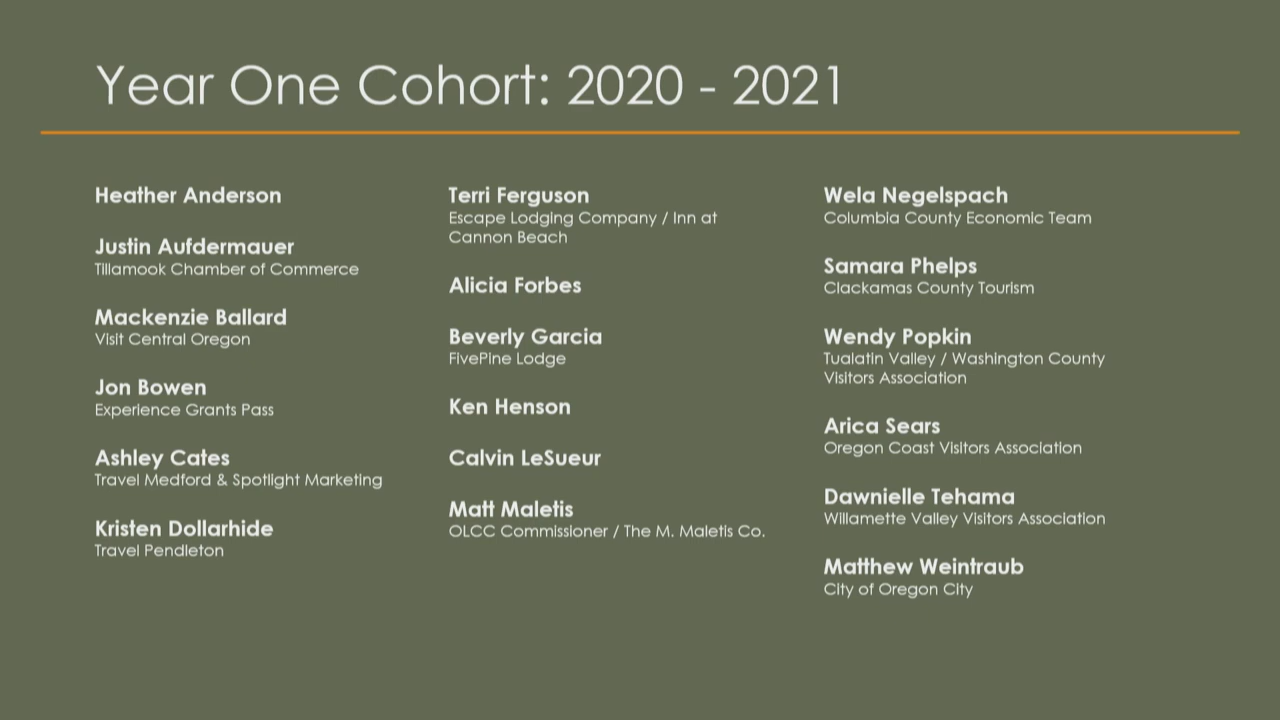 Year One Cohort: 2020 - 2021
Heather Anderson
Justin Aufdermauer
Tillamook Chamber of Commerce
Mackenzie Ballard
Visit Central Oregon
Jon Bowen
Experience Grants Pass
Ashley Cates
Travel Medford & Spotlight Marketing
Kristen Dollarhide
Travel Pendleton
Terri Ferguson
Escape Lodging Company / Inn at
Cannon Beach
Alicia Forbes
Beverly Garcia
FivePine Lodge
Ken Henson
Calvin LeSueur
Matt Maletis
OLCC Commissioner / The M. Maletis Co.
Wela Negelspach
Columbia County Economic Team
Samara Phelps
Clackamas County Tourism
Wendy Popkin
Tualatin Valley / Washington County
Visitors Association
Arica Sears
Oregon Coast Visitors Association
Dawnielle Tehama
Willamette Valley Visitors Association
Matthew Weintraub
City of Oregon City